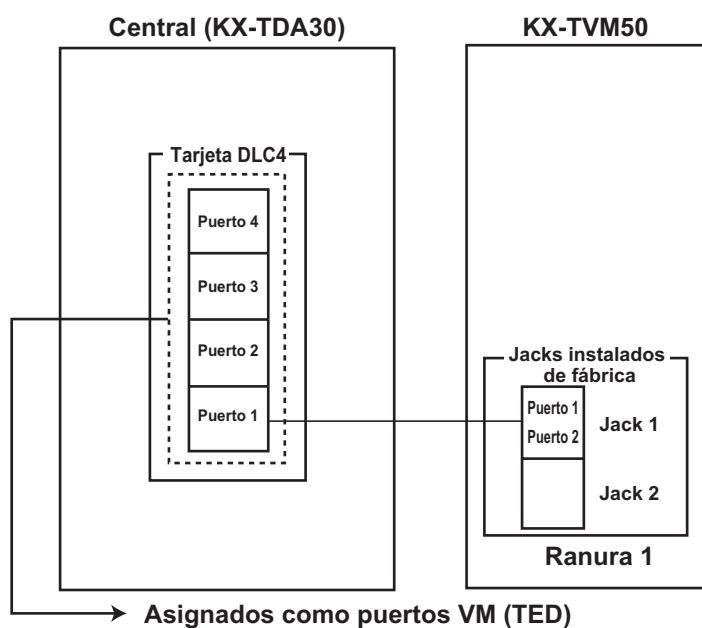 Central (KX-TDA30)
KX-TVM50
Tarjeta DLC4
Puerto 4
Puerto 3
Puerto 2
Puerto 1
Jacks instalados
de fábrica
Puerto 1
Puerto 2
Jack 1
Jack 2
Ranura 1
Asignados como puertos VM (TED)